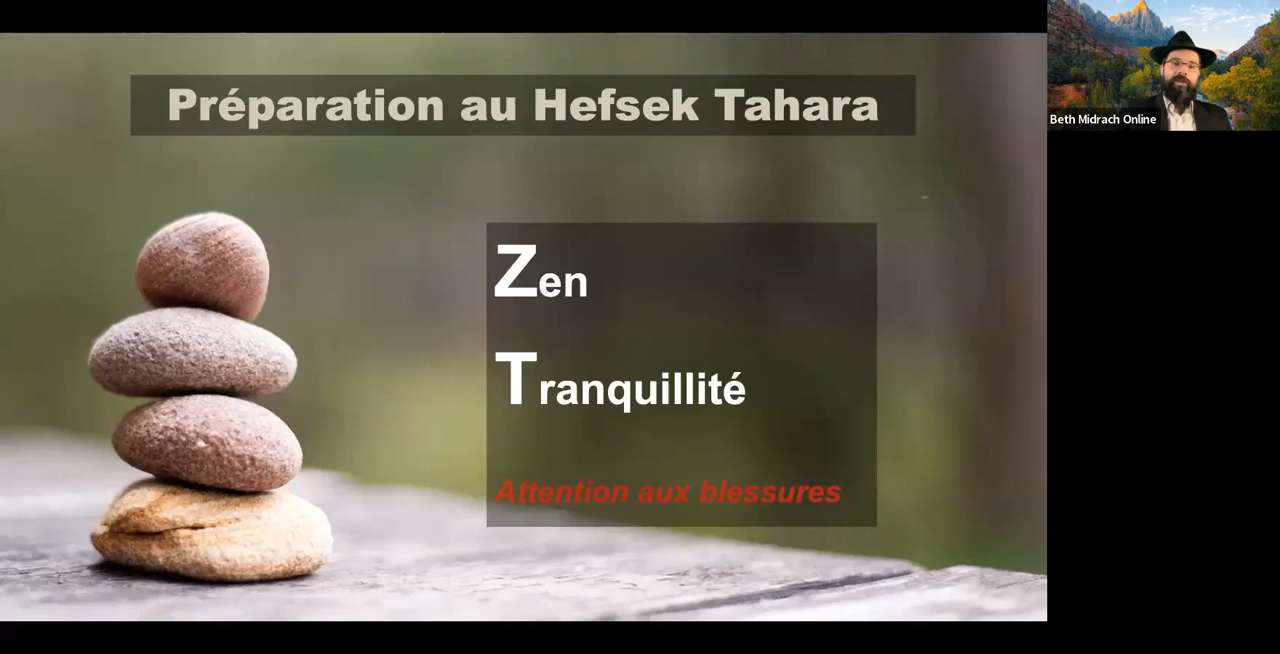 Préparation au Hefsek Tahara
Zen
Tranquillité
Attention aux blessures
Beth Midrach Online